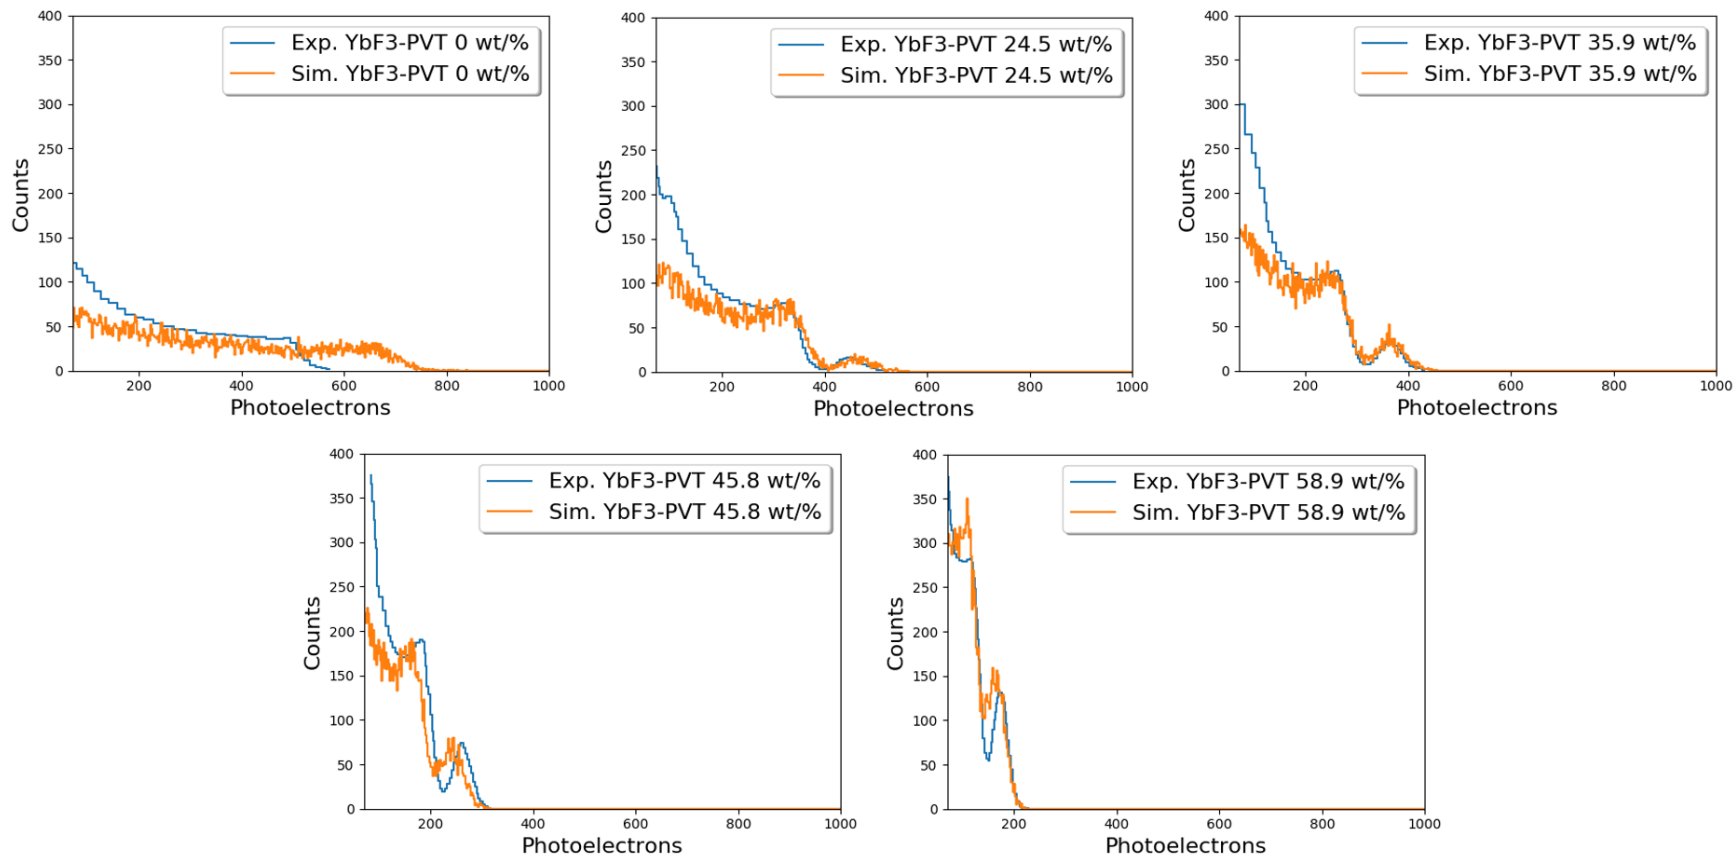 400
350
300
250
200
150
100
50
0
Counts
Exp. YbF3-PVT 0 wt/%
Sim. YbF3-PVT 0 wt/%
200 400 600 800 1000
Photoelectrons
400
350
300
250
200
150
100
50
0
Counts
Exp. YbF3-PVT 24.5 wt/%
Sim. YbF3-PVT 24.5 wt/%
200 400 600 800 1000
Photoelectrons
400
350
300
250
200
150
100
50
0
Counts
Exp. YbF3-PVT 35.9 wt/%
Sim. YbF3-PVT 35.9 wt/%
200 400 600 800 1000
Photoelectrons
400
350
300
250
200
150
100
50
0
Counts
Exp. YbF3-PVT 45.8 wt/%
Sim. YbF3-PVT 45.8 wt/%
200 400 600 800 1000
Photoelectrons
400
350
300
250
200
150
100
50
0
Counts
Exp. YbF3-PVT 58.9 wt/%
Sim. YbF3-PVT 58.9 wt/%
200 400 600 800 1000
Photoelectrons